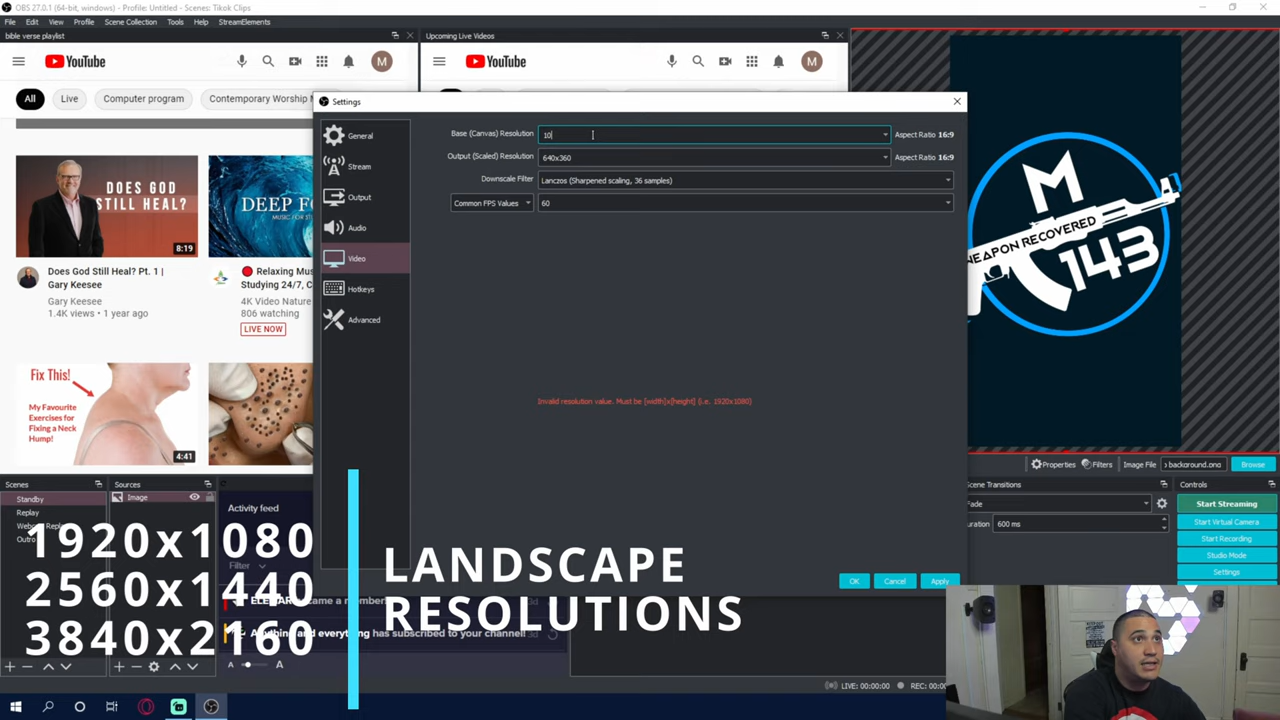 OBS 27.0.1 (64-bit, windows) - Profile: Untitled - Scenes: Tikok Clips
File Edit View Profile Scene Collection Tools Help StreamElements
bible verse playlist
Upcoming Live Videos
YouTube
M
YouTube
M
All Live Computer program Contemporary Worship
All Live
DOES GOD
STILL HEAL?
8:19
DEEP
Does God Still Heal? Pt. 1 |
Gary Keesee
Gary Keesee
1.4K views • 1 year ago
Relaxing Mus
Studying 24/7, C
4K Video Nature
806 watching
LIVE NOW
Fix This!
My Favourite
Exercises for
Fixing a Neck
Hump!
4:41
Settings
General
Stream
Output
Audio
Video
Hotkeys
Advanced
Base (Canvas) Resolution 10 Aspect Ratio 16:9
Output (Scaled) Resolution 640x360 Aspect Ratio 16:9
Downscale Filter Lanczos (Sharpened scaling, 36 samples)
Common FPS Values 60
Invalid resolution value. Must be [width]x[height] (i.e. 1920x1080)
OK Cancel Apply
M
WEAPON RECOVERED
143
Properties Filters Image File Browse
Scenes
Standby
Replay
Sources
Image
Activity feed
Filter
Anything and everything has subscribed to your channel!
A A
Scene Transitions
Fade
Duration 600 ms
Controls
Start Streaming
Start Virtual Camera
Start Recording
Studio Mode
Settings
1920x1080
2560x1440
3840x2160
LANDSCAPE
RESOLUTIONS
LIVE: 00:00:00 REC: 00:00